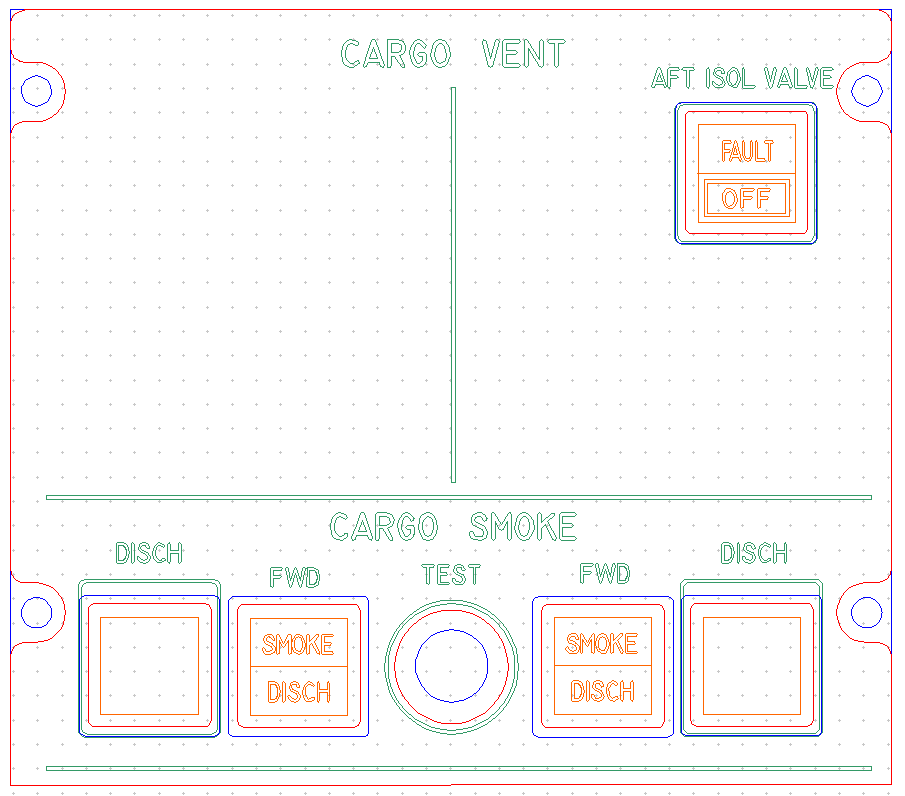 CARGO VENT
AFT ISOL VALVE
FAULT
OFF
CARGO SMOKE
DISCH
FWD
TEST
FWD
DISCH
SMOKE
DISCH
SMOKE
DISCH